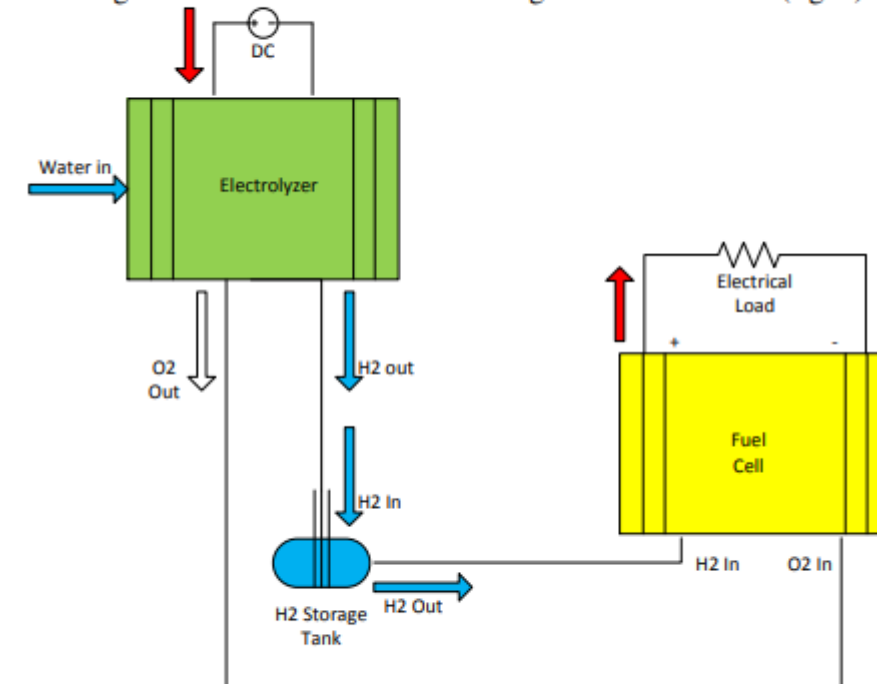 DC
Water in
Electrolyzer
Electrical
Load
+ -
O2
Out
H2 out
Fuel
Cell
H2 In
H2 In
O2 In
H2 Out
H2 Storage
Tank